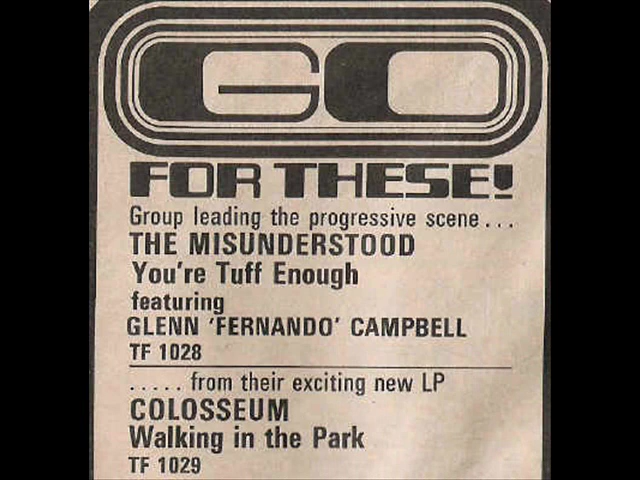 GO
FOR THESE!
Group leading the progressive scene...
THE MISUNDERSTOOD
You're Tuff Enough
featuring
GLENN 'FERNANDO' CAMPBELL
TF 1028
..... from their exciting new LP
COLOSSEUM
Walking in the Park
TF 1029